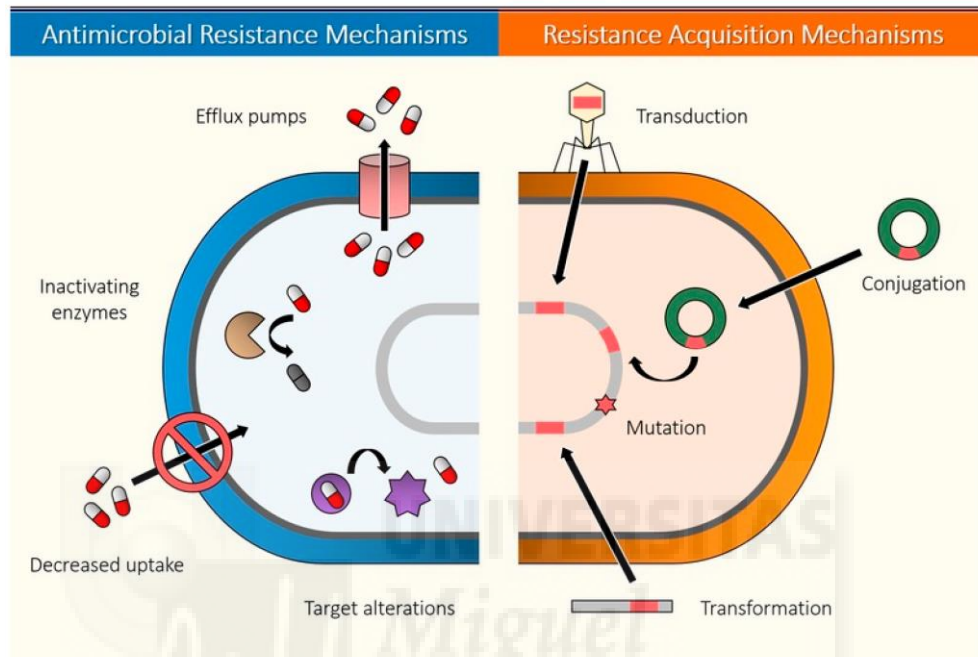 Antimicrobial Resistance Mechanisms
Resistance Acquisition Mechanisms
Efflux pumps
Transduction
Inactivating
enzymes
Conjugation
Mutation
Decreased uptake
Target alterations
Transformation
UNIVERSITAS
Miguel